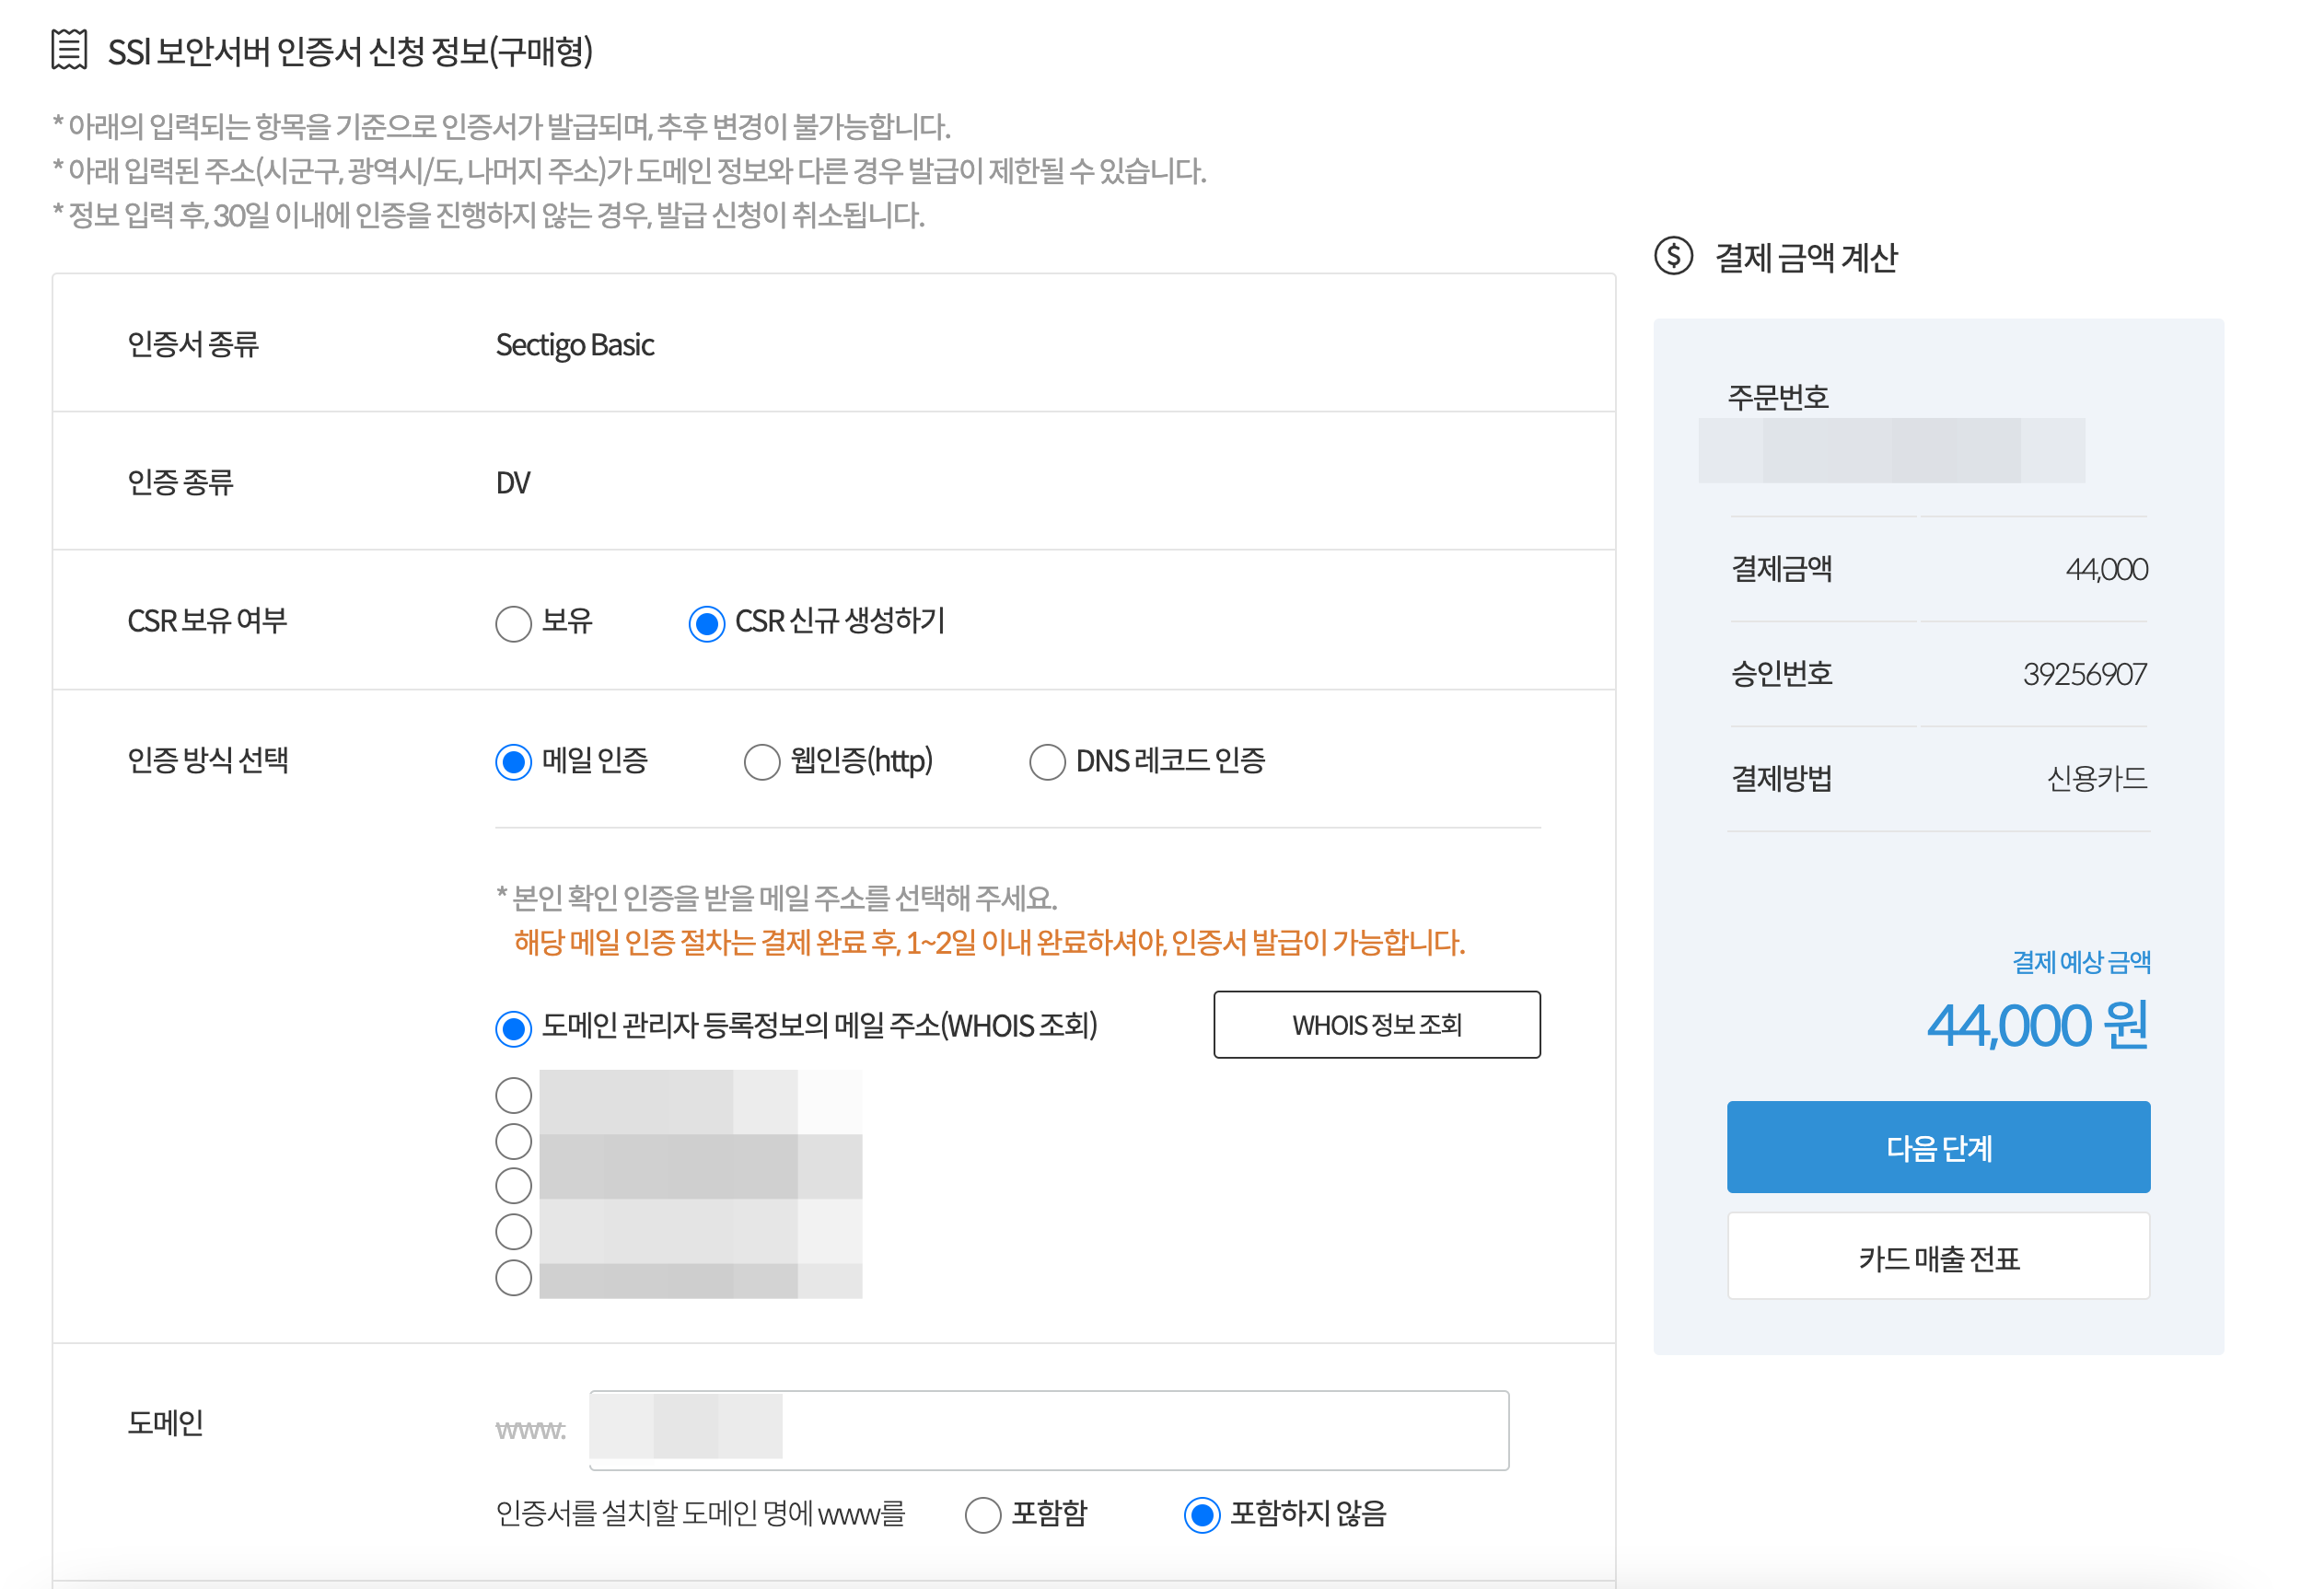 SSl 보안서버 인증서 신청 정보(구매형)
* 아래의 입력되는 항목을 기준으로 인증서가 발급되며, 추후 변경이 불가능합니다.
* 아래 입력된 주소(시군구, 광역시/도, 나머지 주소)가 도메인 정보와 다른 경우 발급이 제한될 수 있습니다.
* 정보 입력 후, 30일 이내에 인증을 진행하지 않는 경우, 발급 신청이 취소됩니다.
인증서 종류 Sectigo Basic
인증 종류 DV
CSR 보유 여부 보유 CSR 신규 생성하기
인증 방식 선택 메일 인증 웹인증(http) DNS 레코드 인증
* 본인 확인 인증을 받을 메일 주소를 선택해 주세요.
해당 메일 인증 절차는 결제 완료 후, 1~2일 이내 완료하셔야, 인증서 발급이 가능합니다.
도메인 관리자 등록정보의 메일 주소(WHOIS 조회) WHOIS 정보 조회
도메인 www.
인증서를 설치할 도메인 명에 www를 포함함 포함하지 않음
결제 금액 계산
주문번호
결제금액 44,000
승인번호 39256907
결제방법 신용카드
결제 예상 금액
44,000 원
다음 단계
카드 매출 전표